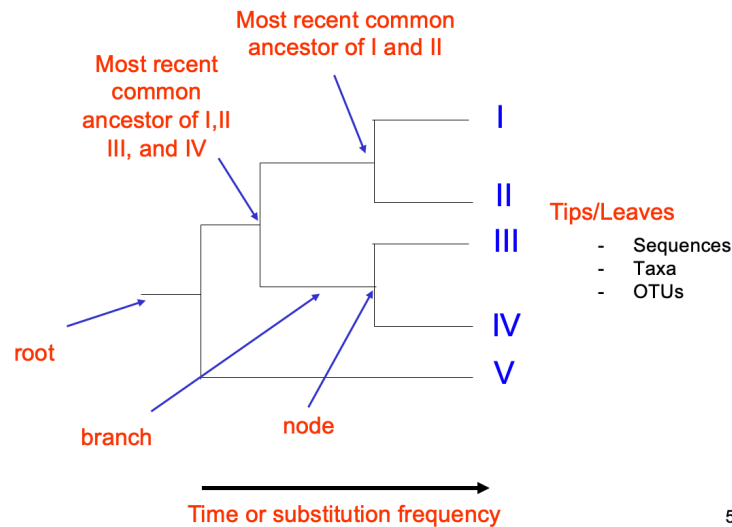 Most recent common
ancestor of I and II
Most recent
common
ancestor of I,II
III, and IV
I
II
Tips/Leaves
III
- Sequences
- Taxa
- OTUs
IV
V
root
branch
node
Time or substitution frequency
5